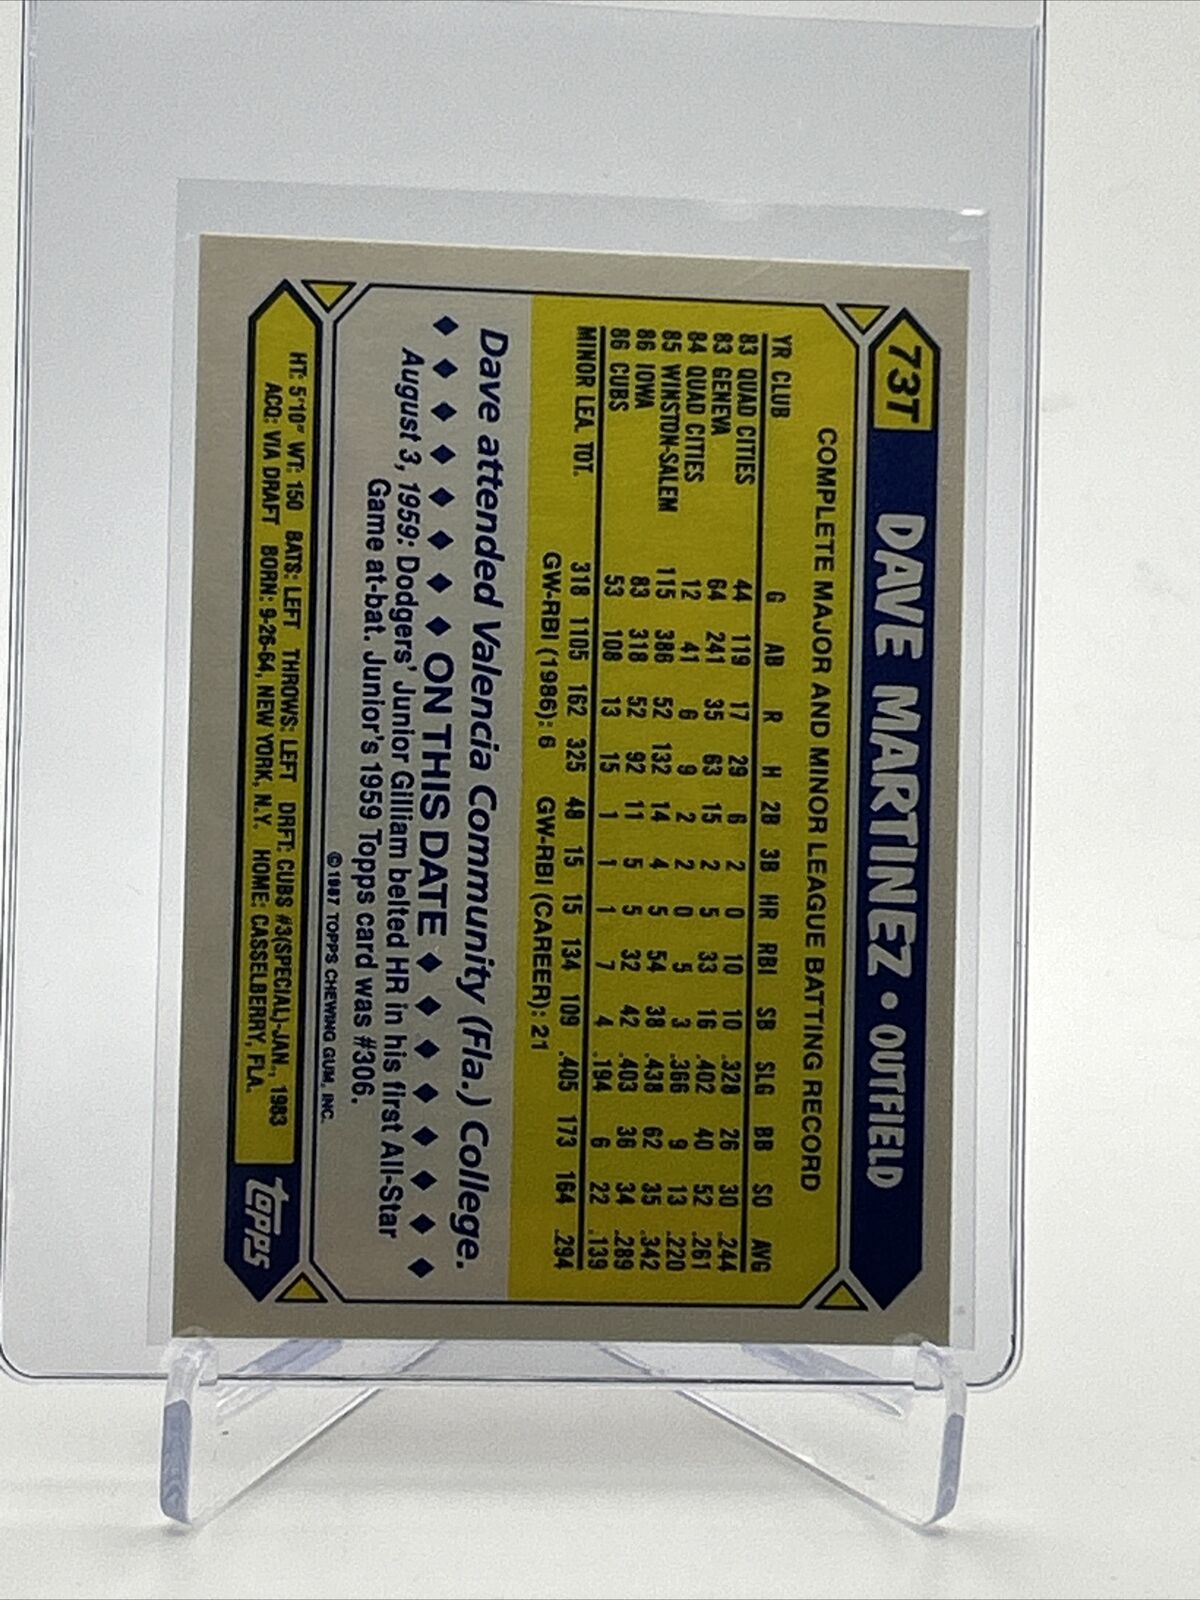 73T DAVE MARTINEZ • OUTFIELD
COMPLETE MAJOR AND MINOR LEAGUE BATTING RECORD
YR CLUB G AB R H 2B 3B HR RBI SB SLG BB SO AVG
83 QUAD CITIES 44 119 17 29 6 2 0 10 10 .328 26 30 .244
83 GENEVA 64 241 35 63 15 2 5 33 16 .402 40 52 .261
84 QUAD CITIES 12 41 6 9 2 2 0 5 3 .366 9 13 .220
85 WINSTON-SALEM 115 386 52 132 14 4 5 54 38 .438 62 35 .342
86 IOWA 83 318 52 92 11 5 5 32 42 .403 36 34 .289
86 CUBS 53 108 13 15 1 1 1 7 4 .194 6 22 .139
MINOR LEA. TOT. 318 1105 162 325 48 15 15 134 109 .405 173 164 .294
GW-RBI (1986): 6 GW-RBI (CAREER): 21
Dave attended Valencia Community (Fla.) College.
♦ ♦ ♦ ♦ ♦ ♦ ♦ ♦ ON THIS DATE ♦ ♦ ♦ ♦ ♦ ♦ ♦ ♦
August 3, 1959: Dodgers' Junior Gilliam belted HR in his first All-Star
Game at-bat. Junior's 1959 Topps card was #306.
©1987 TOPPS CHEWING GUM, INC.
HT: 5'10" WT: 150 BATS: LEFT THROWS: LEFT DRFT: CUBS #3(SPECIAL)-JAN., 1983
ACQ: VIA DRAFT BORN: 9-26-64, NEW YORK, N.Y. HOME: CASSELBERRY, FLA.
topps